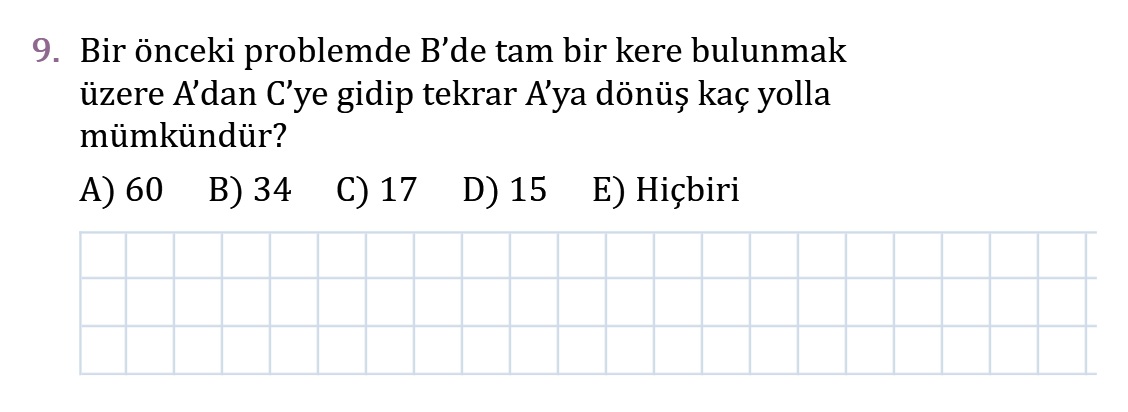 9. Bir önceki problemde B’de tam bir kere bulunmak
üzere A’dan C’ye gidip tekrar A’ya dönüş kaç yolla
mümkündür?
A) 60 B) 34 C) 17 D) 15 E) Hiçbiri